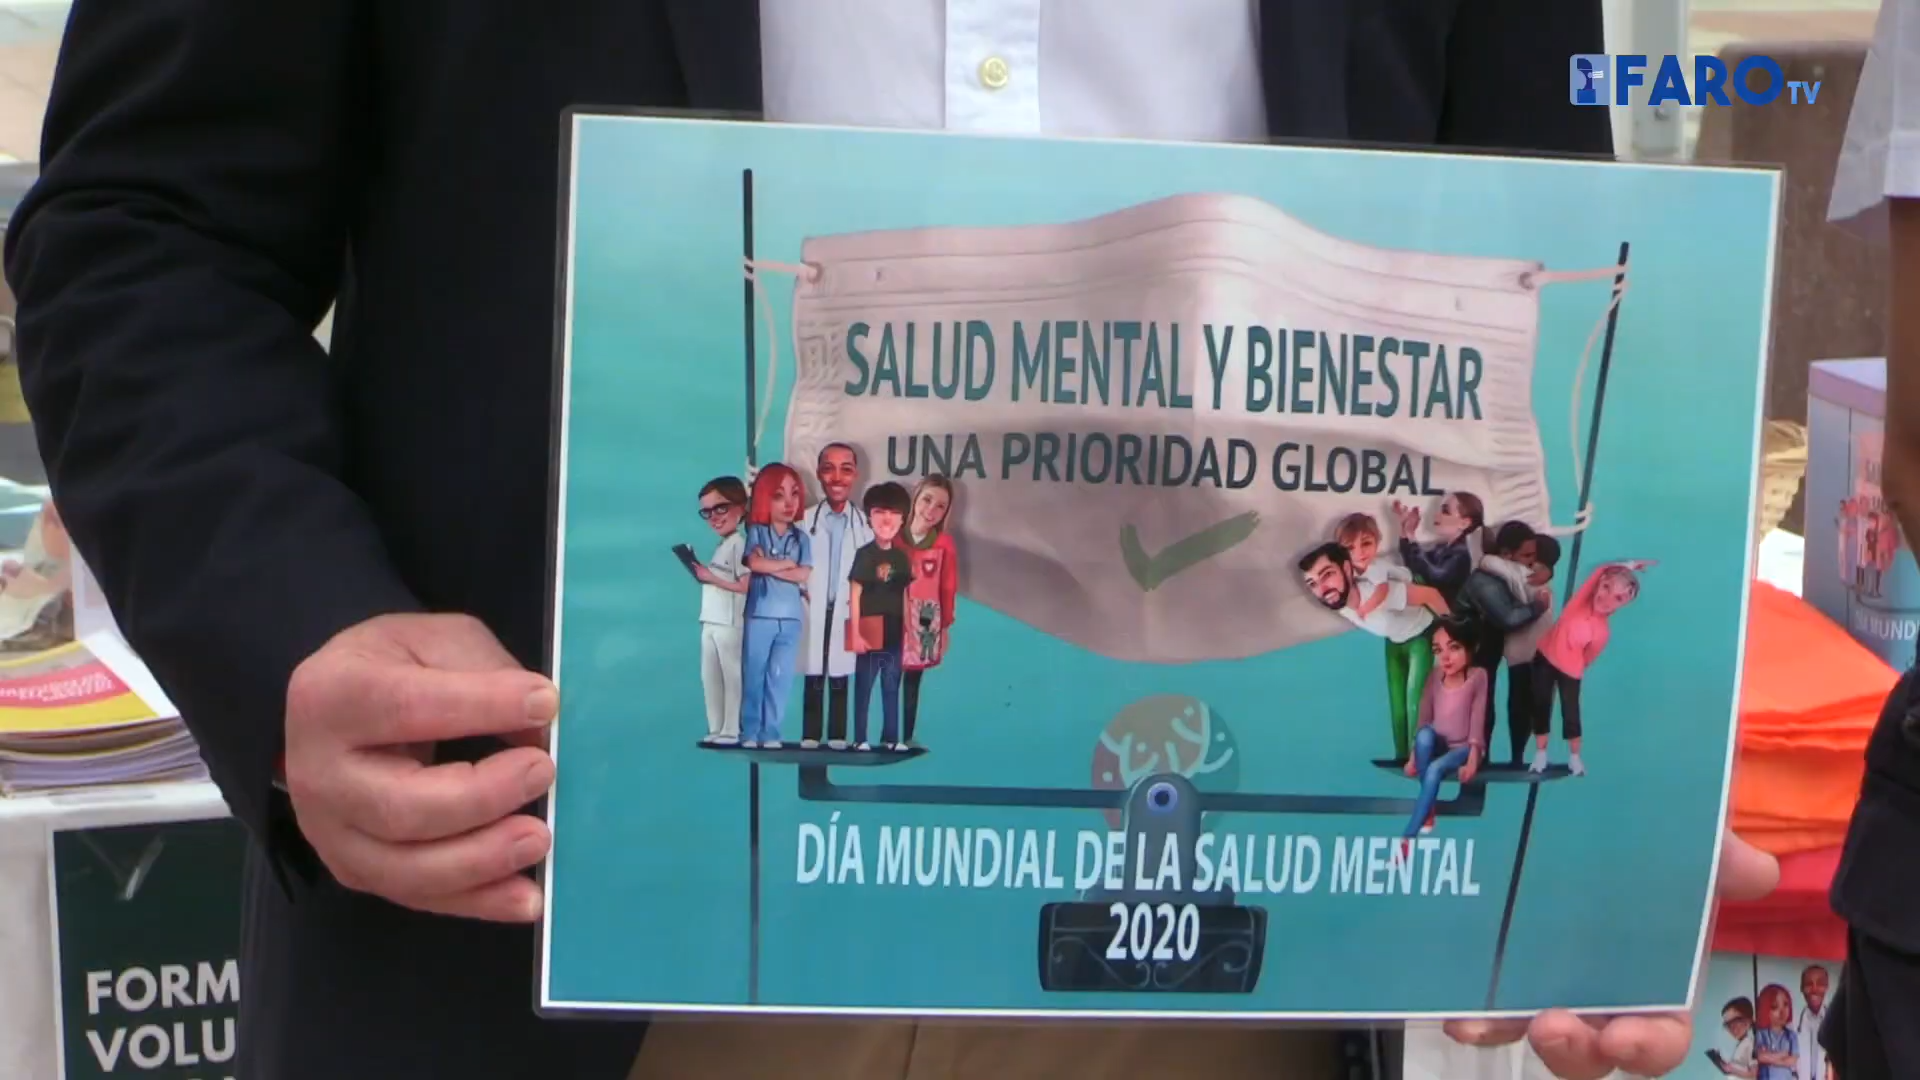 FARO TV
SALUD MENTAL Y BIENESTAR
UNA PRIORIDAD GLOBAL
DÍA MUNDIAL DE LA SALUD MENTAL
2020
FORM
VOLU